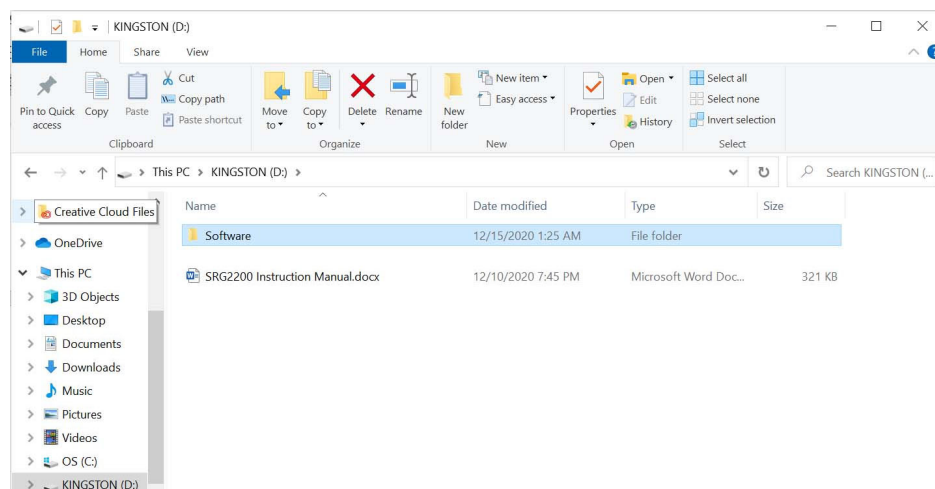 KINGSTON (D:)
File Home Share View
Pin to Quick access
Copy
Paste
Cut
Copy path
Paste shortcut
Move to
Copy to
Delete
Rename
New folder
New item
Easy access
Properties
Open
Edit
History
Select all
Select none
Invert selection
Clipboard Organize New Open Select
This PC KINGSTON (D:)
Search KINGSTON (...
Name Date modified Type Size
Creative Cloud Files
Software 12/15/2020 1:25 AM File folder
OneDrive
This PC
SRG2200 Instruction Manual.docx 12/10/2020 7:45 PM Microsoft Word Doc... 321 KB
3D Objects
Desktop
Documents
Downloads
Music
Pictures
Videos
OS (C:)
KINGSTON (D:)